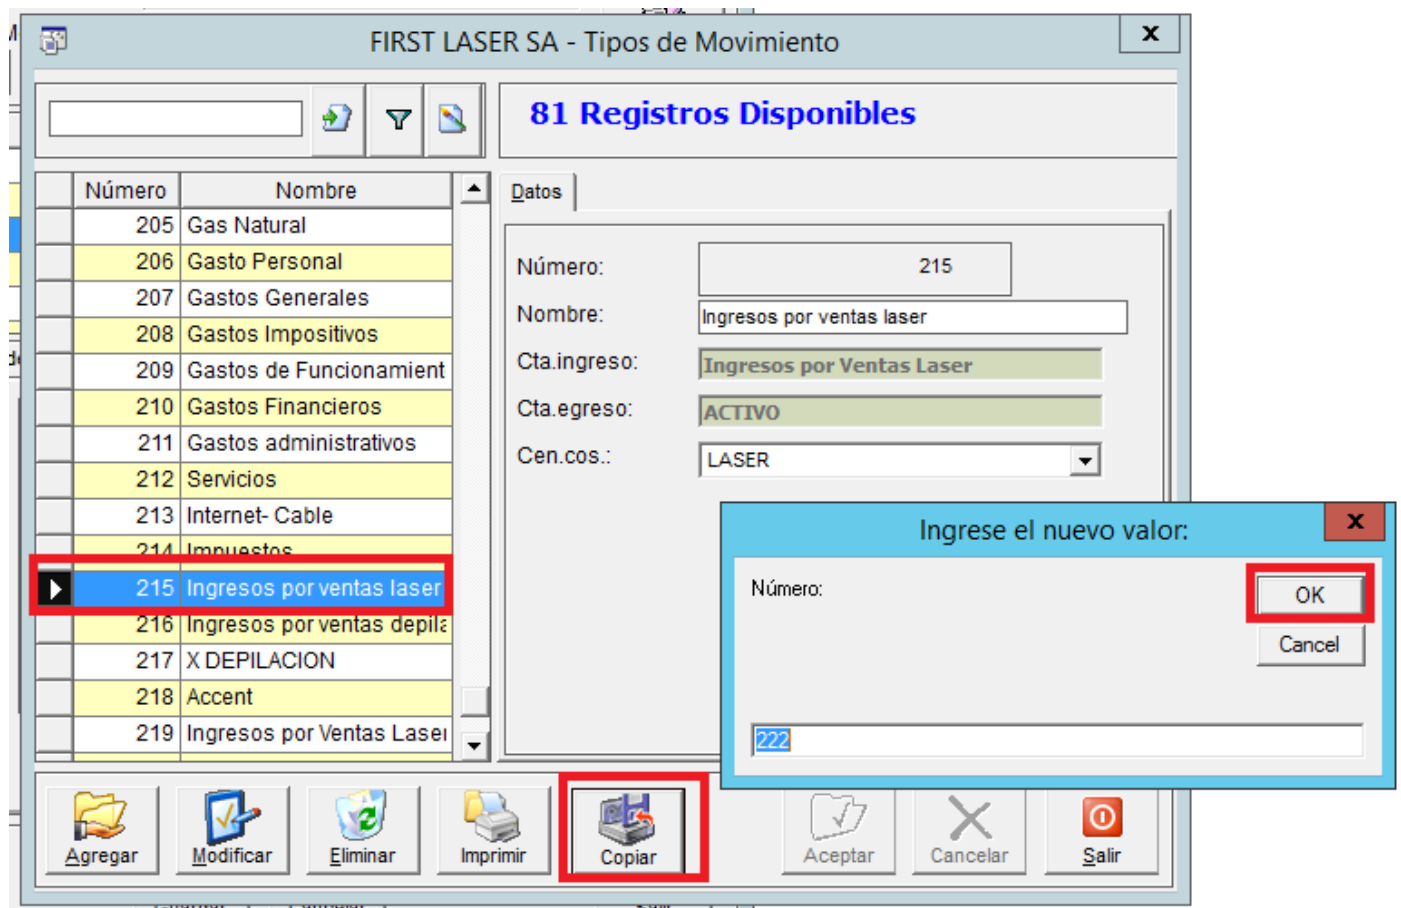 FIRST LASER SA - Tipos de Movimiento
x
81 Registros Disponibles
Número Nombre
205 Gas Natural
206 Gasto Personal
207 Gastos Generales
208 Gastos Impositivos
209 Gastos de Funcionamient
210 Gastos Financieros
211 Gastos administrativos
212 Servicios
213 Internet- Cable
214 Impuestos
215 Ingresos por ventas laser
216 Ingresos por ventas depila
217 X DEPILACION
218 Accent
219 Ingresos por Ventas Laser
Datos
Número: 215
Nombre: Ingresos por ventas laser
Cta.ingreso: Ingresos por Ventas Laser
Cta.egreso: ACTIVO
Cen.cos.: LASER
Ingrese el nuevo valor:
x
Número:
OK
Cancel
222
Agregar Modificar Eliminar Imprimir Copiar Aceptar Cancelar Salir